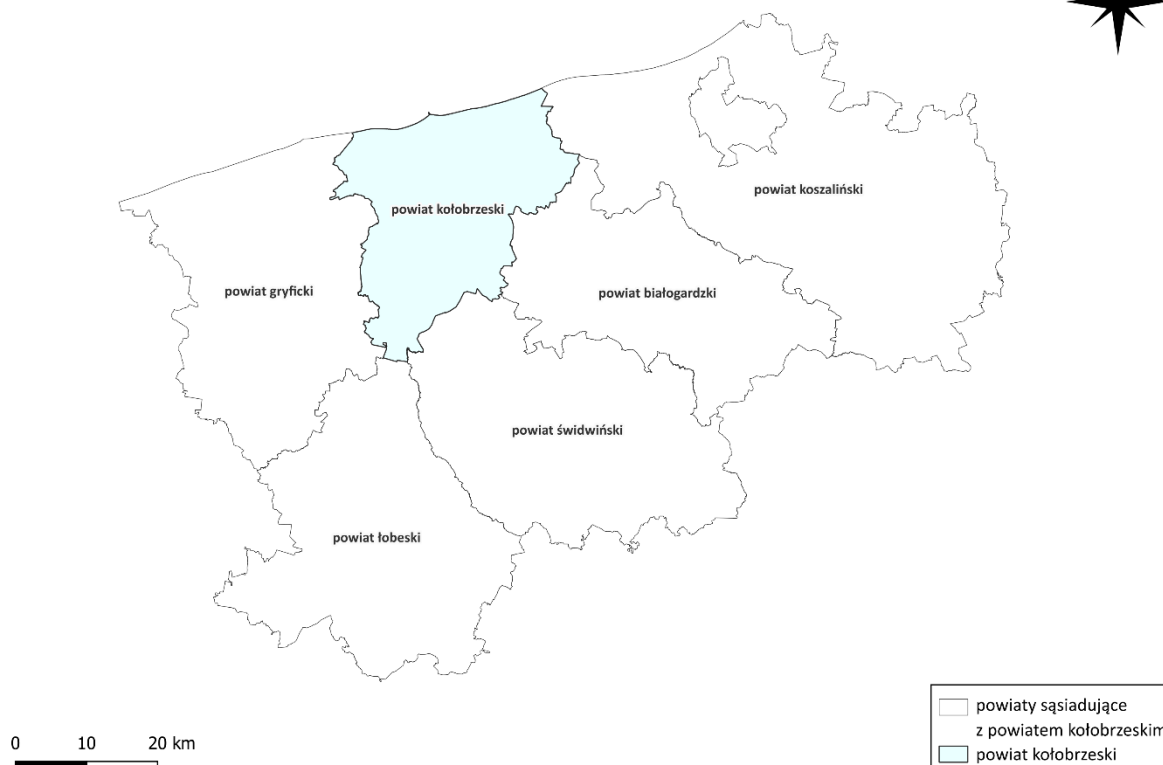 powiat koszaliński
powiat kołobrzeski
powiat gryficki
powiat białogardzki
powiat świdwiński
powiat łobeski
powiaty sąsiadujące
z powiatem kołobrzeskim
powiat kołobrzeski
0 10 20 km